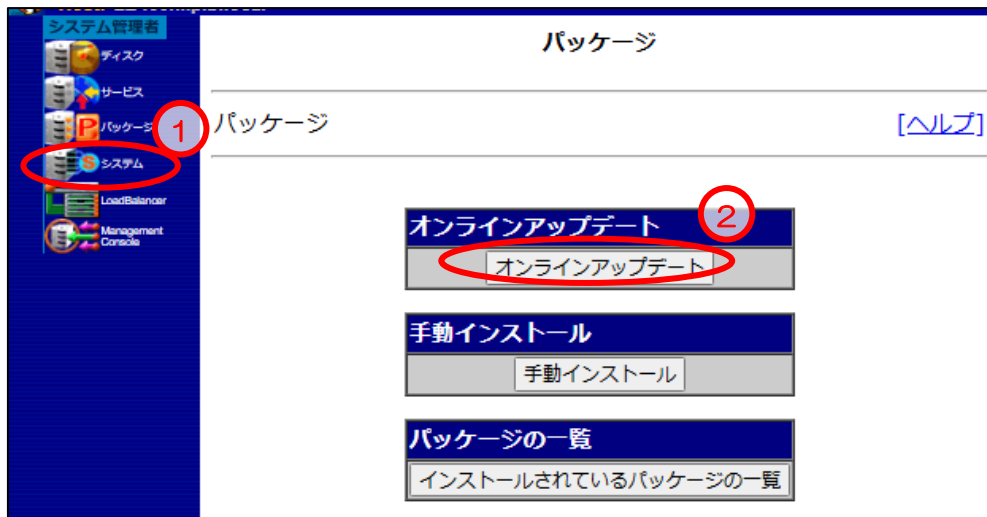 システム管理者
ディスク
サービス
パッケージ
システム
LoadBalancer
Management
Console
1
パッケージ
パッケージ
[ヘルプ]
2
オンラインアップデート
オンラインアップデート
手動インストール
手動インストール
パッケージの一覧
インストールされているパッケージの一覧